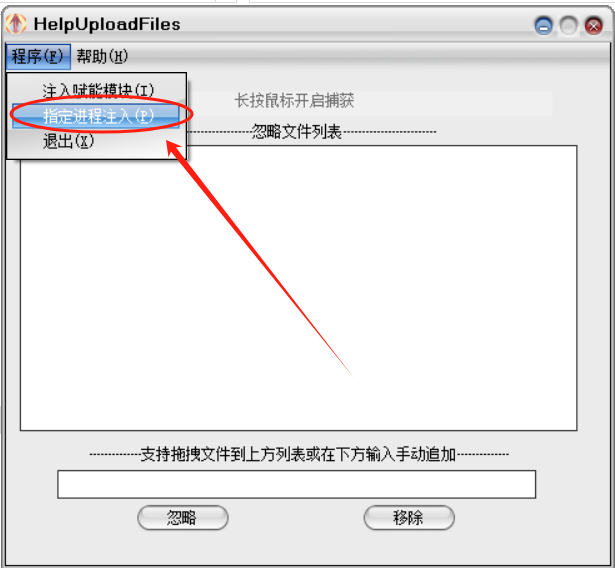 HelpUploadFiles
程序(F) 帮助(H)
注入赋能模块(I)
指定进程注入(P)
退出(X)
长按鼠标开启捕获
--------------忽略文件列表----------------------
-------------支持拖拽文件到上方列表或在下方输入手动追加-------------
忽略
移除